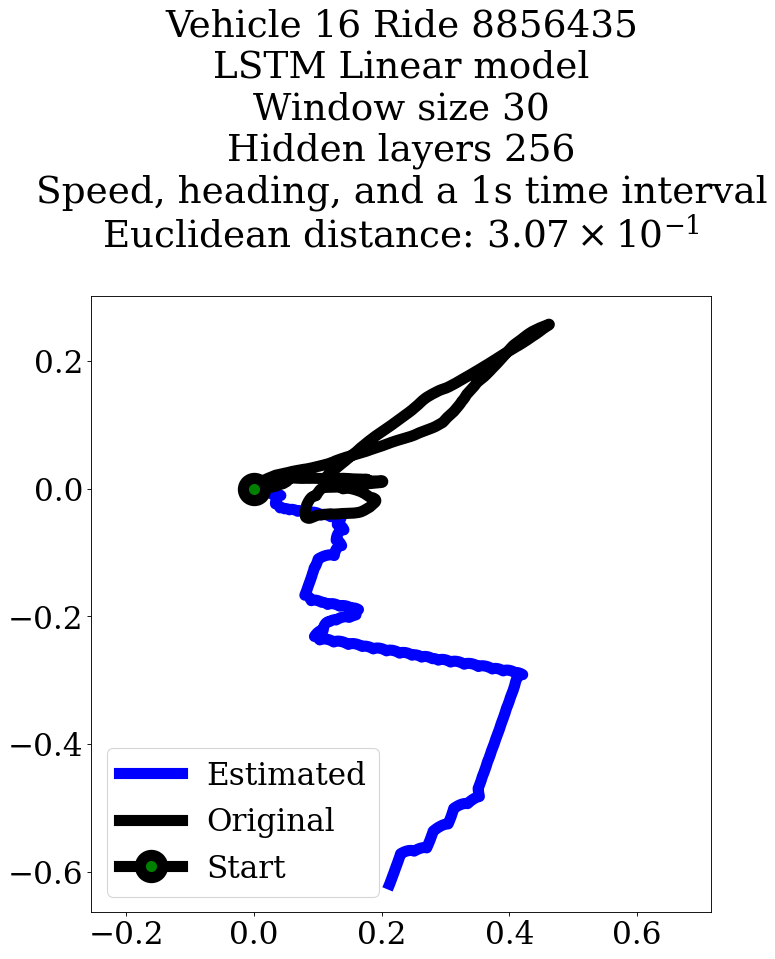 Vehicle 16 Ride 8856435
LSTM Linear model
Window size 30
Hidden layers 256
Speed, heading, and a 1s time interval
Euclidean distance: 3.07 × 10⁻¹
0.2
0.0
−0.2
−0.4
−0.6
Estimated
Original
Start
−0.2 0.0 0.2 0.4 0.6